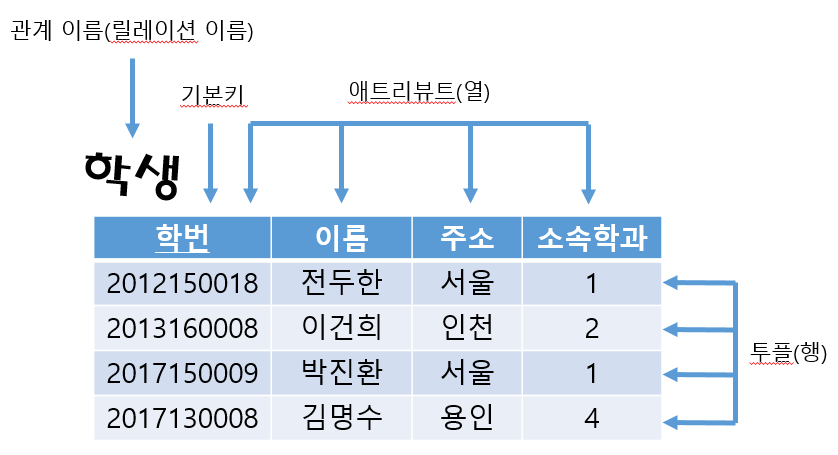 관계 이름(릴레이션 이름)
기본키
애트리뷰트(열)
학생
학번 이름 주소 소속학과
2012150018 전두한 서울 1
2013160008 이건희 인천 2
2017150009 박진환 서울 1
2017130008 김명수 용인 4
투플(행)